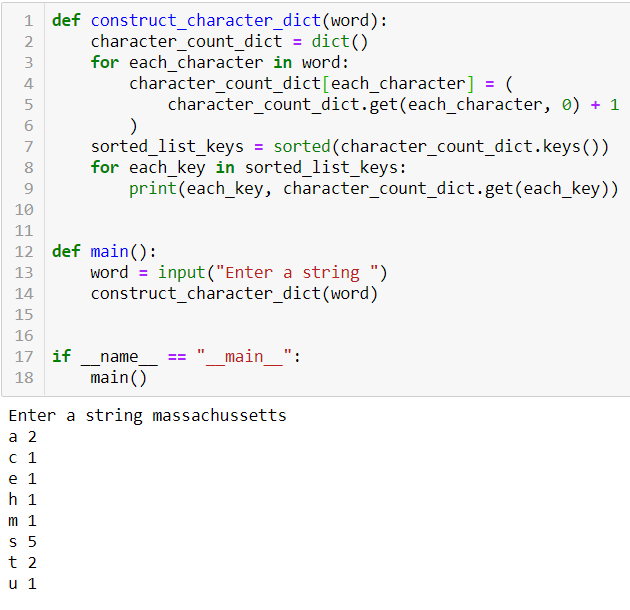 1 def construct_character_dict(word):
2     character_count_dict = dict()
3     for each_character in word:
4         character_count_dict[each_character] = (
5             character_count_dict.get(each_character, 0) + 1
6         )
7     sorted_list_keys = sorted(character_count_dict.keys())
8     for each_key in sorted_list_keys:
9         print(each_key, character_count_dict.get(each_key))
10
11
12 def main():
13     word = input("Enter a string ")
14     construct_character_dict(word)
15
16
17 if __name__ == "__main__":
18     main()
Enter a string massachussetts
a 2
c 1
e 1
h 1
m 1
s 5
t 2
u 1